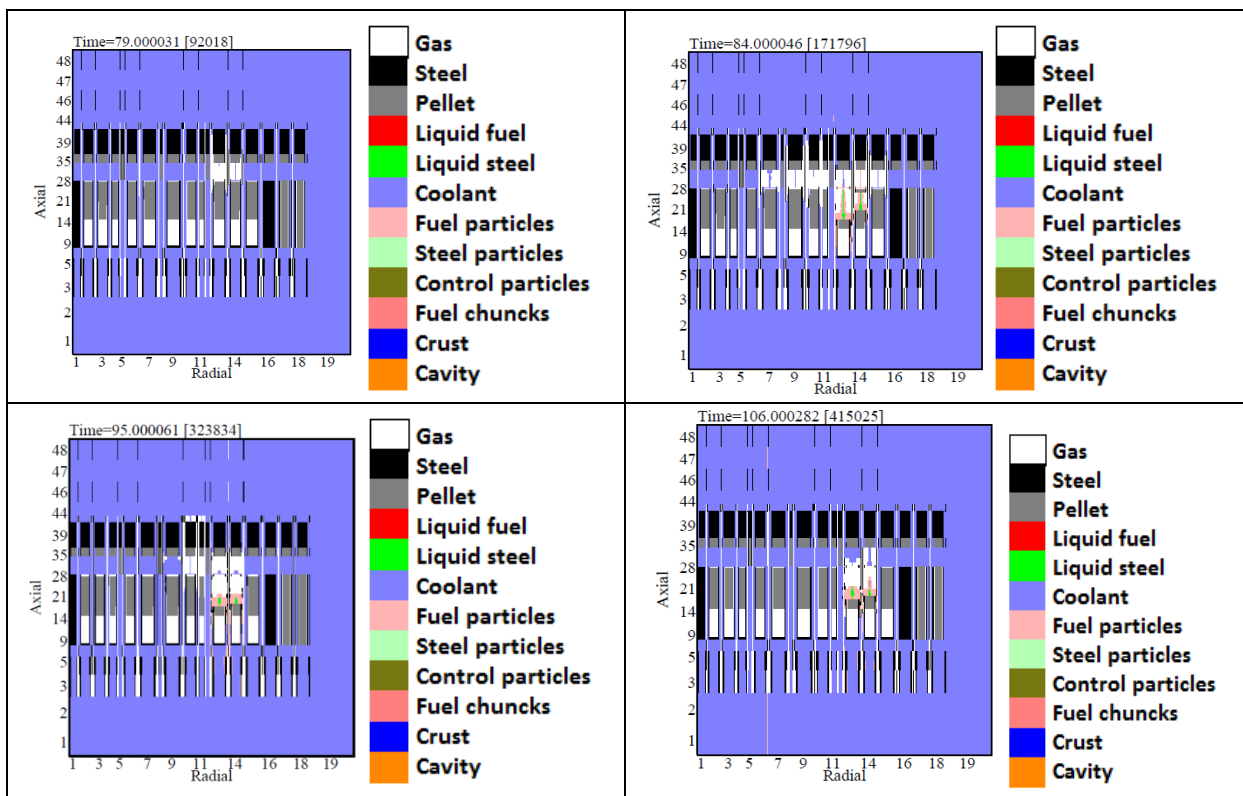 Time=79.000031 [92018]
48
47
46
44
39
35
28
21
14
9
5
3
2
1
Axial
1 3 5 7 9 11 14 16 18 19
Radial
Gas
Steel
Pellet
Liquid fuel
Liquid steel
Coolant
Fuel particles
Steel particles
Control particles
Fuel chuncks
Crust
Cavity
Time=84.000046 [171796]
48
47
46
44
39
35
28
21
14
9
5
3
2
1
Axial
1 3 5 7 9 11 14 16 18 19
Radial
Gas
Steel
Pellet
Liquid fuel
Liquid steel
Coolant
Fuel particles
Steel particles
Control particles
Fuel chuncks
Crust
Cavity
Time=95.000061 [323834]
48
47
46
44
39
35
28
21
14
9
5
3
2
1
Axial
1 3 5 7 9 11 14 16 18 19
Radial
Gas
Steel
Pellet
Liquid fuel
Liquid steel
Coolant
Fuel particles
Steel particles
Control particles
Fuel chuncks
Crust
Cavity
Time=106.000282 [415025]
48
47
46
44
39
35
28
21
14
9
5
3
2
1
Axial
1 3 5 7 9 11 14 16 18 19
Radial
Gas
Steel
Pellet
Liquid fuel
Liquid steel
Coolant
Fuel particles
Steel particles
Control particles
Fuel chuncks
Crust
Cavity